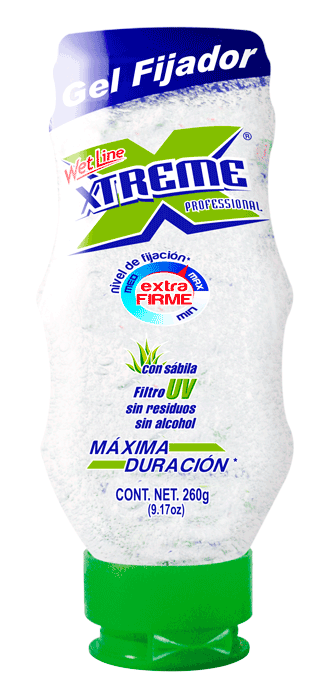 Gel Fijador
Wet Line
XTREME
®
PROFESSIONAL
nivel de fijación*
MED
MAX
min
extra
FIRME
con sábila
Filtro UV
sin residuos
sin alcohol
MÁXIMA
DURACIÓN*
CONT. NET. 260g
(9.17oz)